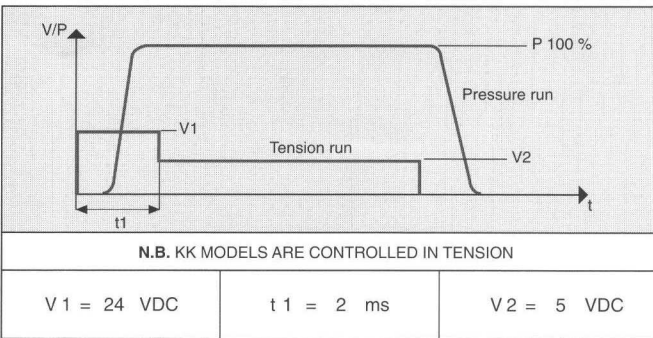 V/P
P 100 %
Pressure run
V1
Tension run
V2
t
t1
N.B. KK MODELS ARE CONTROLLED IN TENSION
V 1 = 24 VDC
t 1 = 2 ms
V 2 = 5 VDC